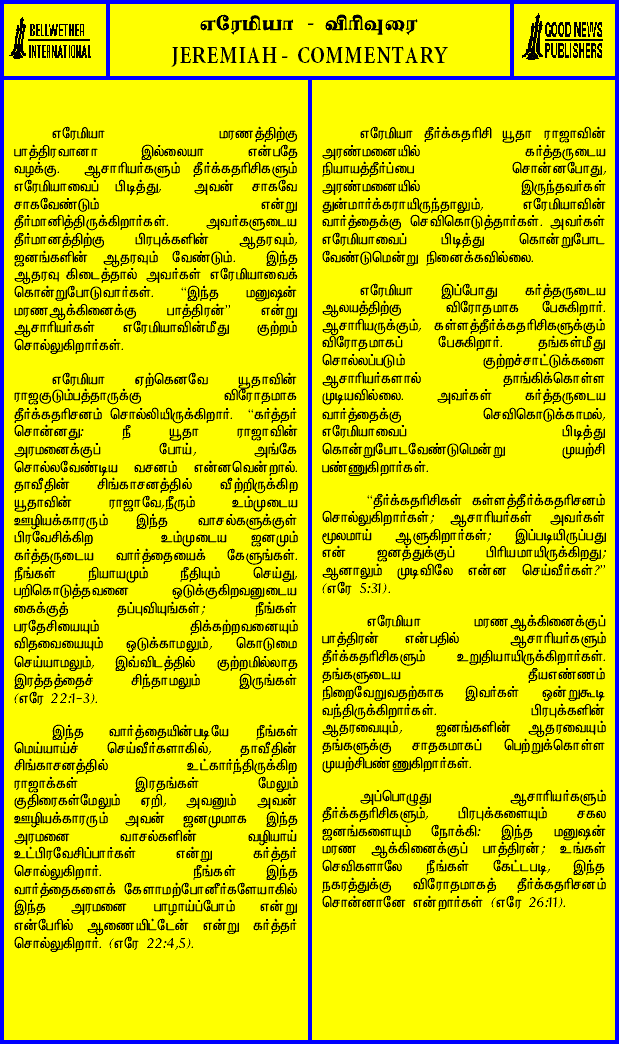 BELLWETHER
INTERNATIONAL
எரேமியா - விரிவுரை
JEREMIAH - COMMENTARY
GOOD NEWS
PUBLISHERS
எரேமியா மரணத்திற்கு
பாத்திரவானா இல்லையா என்பதே
வழக்கு. ஆசாரியர்களும் தீர்க்கதரிசிகளும்
எரேமியாவைப் பிடித்து, அவன் சாகவே
சாகவேண்டும் என்று
தீர்மானித்திருக்கிறார்கள். அவர்களுடைய
தீர்மானத்திற்கு பிரபுக்களின் ஆதரவும்,
ஜனங்களின் ஆதரவும் வேண்டும். இந்த
ஆதரவு கிடைத்தால் அவர்கள் எரேமியாவைக்
கொன்றுபோடுவார்கள். “இந்த மனுஷன்
மரணஆக்கினைக்கு பாத்திரன்” என்று
ஆசாரியர்கள் எரேமியாவின்மீது குற்றம்
சொல்லுகிறார்கள்.
எரேமியா ஏற்கெனவே யூதாவின்
ராஜகுடும்பத்தாருக்கு விரோதமாக
தீர்க்கதரிசனம் சொல்லியிருக்கிறார். “கர்த்தர்
சொன்னது: நீ யூதா ராஜாவின்
அரமனைக்குப் போய், அங்கே
சொல்லவேண்டிய வசனம் என்னவென்றால்.
தாவீதின் சிங்காசனத்தில் வீற்றிருக்கிற
யூதாவின் ராஜாவே,நீரும் உம்முடைய
ஊழியக்காரரும் இந்த வாசல்களுக்குள்
பிரவேசிக்கிற உம்முடைய ஜனமும்
கர்த்தருடைய வார்த்தையைக் கேளுங்கள்.
நீங்கள் நியாயமும் நீதியும் செய்து,
பறிகொடுத்தவனை ஒடுக்குகிறவனுடைய
கைக்குத் தப்புவியுங்கள்; நீங்கள்
பரதேசியையும் திக்கற்றவனையும்
விதவையையும் ஒடுக்காமலும், கொடுமை
செய்யாமலும், இவ்விடத்தில் குற்றமில்லாத
இரத்தத்தைச் சிந்தாமலும் இருங்கள்
(எரே 22:1-3).
இந்த வார்த்தையின்படியே நீங்கள்
மெய்யாய்ச் செய்வீர்களாகில், தாவீதின்
சிங்காசனத்தில் உட்கார்ந்திருக்கிற
ராஜாக்கள் இரதங்கள் மேலும்
குதிரைகள்மேலும் ஏறி, அவனும் அவன்
ஊழியக்காரரும் அவன் ஜனமுமாக இந்த
அரமனை வாசல்களின் வழியாய்
உட்பிரவேசிப்பார்கள் என்று கர்த்தர்
சொல்லுகிறார். நீங்கள் இந்த
வார்த்தைகளைக் கேளாமற்போனீர்களேயாகில்
இந்த அரமனை பாழாய்ப்போம் என்று
என்பேரில் ஆணையிட்டேன் என்று கர்த்தர்
சொல்லுகிறார். (எரே 22:4,5).
எரேமியா தீர்க்கதரிசி யூதா ராஜாவின்
அரண்மனையில் கர்த்தருடைய
நியாயத்தீர்ப்பை சொன்னபோது,
அரண்மனையில் இருந்தவர்கள்
துன்மார்க்கராயிருந்தாலும், எரேமியாவின்
வார்த்தைக்கு செவிகொடுத்தார்கள். அவர்கள்
எரேமியாவைப் பிடித்து கொன்றுபோட
வேண்டுமென்று நினைக்கவில்லை.
எரேமியா இப்போது கர்த்தருடைய
ஆலயத்திற்கு விரோதமாக பேசுகிறார்.
ஆசாரியருக்கும், கள்ளத்தீர்க்கதரிசிகளுக்கும்
விரோதமாகப் பேசுகிறார். தங்கள்மீது
சொல்லப்படும் குற்றச்சாட்டுக்களை
ஆசாரியர்களால் தாங்கிக்கொள்ள
முடியவில்லை. அவர்கள் கர்த்தருடைய
வார்த்தைக்கு செவிகொடுக்காமல்,
எரேமியாவைப் பிடித்து
கொன்றுபோடவேண்டுமென்று முயற்சி
பண்ணுகிறார்கள்.
“தீர்க்கதரிசிகள் கள்ளத்தீர்க்கதரிசனம்
சொல்லுகிறார்கள்; ஆசாரியர்கள் அவர்கள்
மூலமாய் ஆளுகிறார்கள்; இப்படியிருப்பது
என் ஜனத்துக்குப் பிரியமாயிருக்கிறது;
ஆனாலும் முடிவிலே என்ன செய்வீர்கள்?”
(எரே 5:31).
எரேமியா மரணஆக்கினைக்குப்
பாத்திரன் என்பதில் ஆசாரியர்களும்
தீர்க்கதரிசிகளும் உறுதியாயிருக்கிறார்கள்.
தங்களுடைய தீயஎண்ணம்
நிறைவேறுவதற்காக இவர்கள் ஒன்றுகூடி
வந்திருக்கிறார்கள். பிரபுக்களின்
ஆதரவையும், ஜனங்களின் ஆதரவையும்
தங்களுக்கு சாதகமாகப் பெற்றுக்கொள்ள
முயற்சிபண்ணுகிறார்கள்.
அப்பொழுது ஆசாரியர்களும்
தீர்க்கதரிசிகளும், பிரபுக்களையும் சகல
ஜனங்களையும் நோக்கி: இந்த மனுஷன்
மரண ஆக்கினைக்குப் பாத்திரன்; உங்கள்
செவிகளாலே நீங்கள் கேட்டபடி, இந்த
நகரத்துக்கு விரோதமாகத் தீர்க்கதரிசனம்
சொன்னானே என்றார்கள் (எரே 26:11).